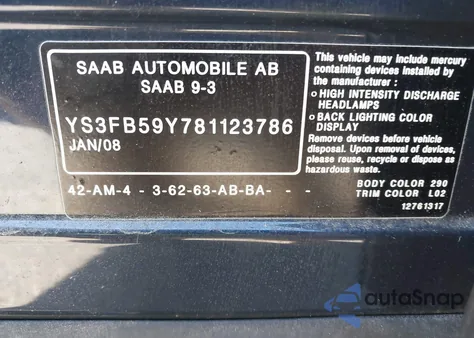 SAAB AUTOMOBILE AB
SAAB 9-3
YS3FB59Y781123786
JAN/08
42-AM-4 - 3-62-63-AB-BA- - -
This vehicle may include mercury
containing devices installed by
the manufacturer:
o HIGH INTENSITY DISCHARGE
HEADLAMPS
o BACK LIGHTING COLOR
DISPLAY
Remove devices before vehicle
disposal. Upon removal of devices,
please reuse, recycle or dispose as
hazardous waste.
BODY COLOR 290
TRIM COLOR L02
12761317
autoSnap